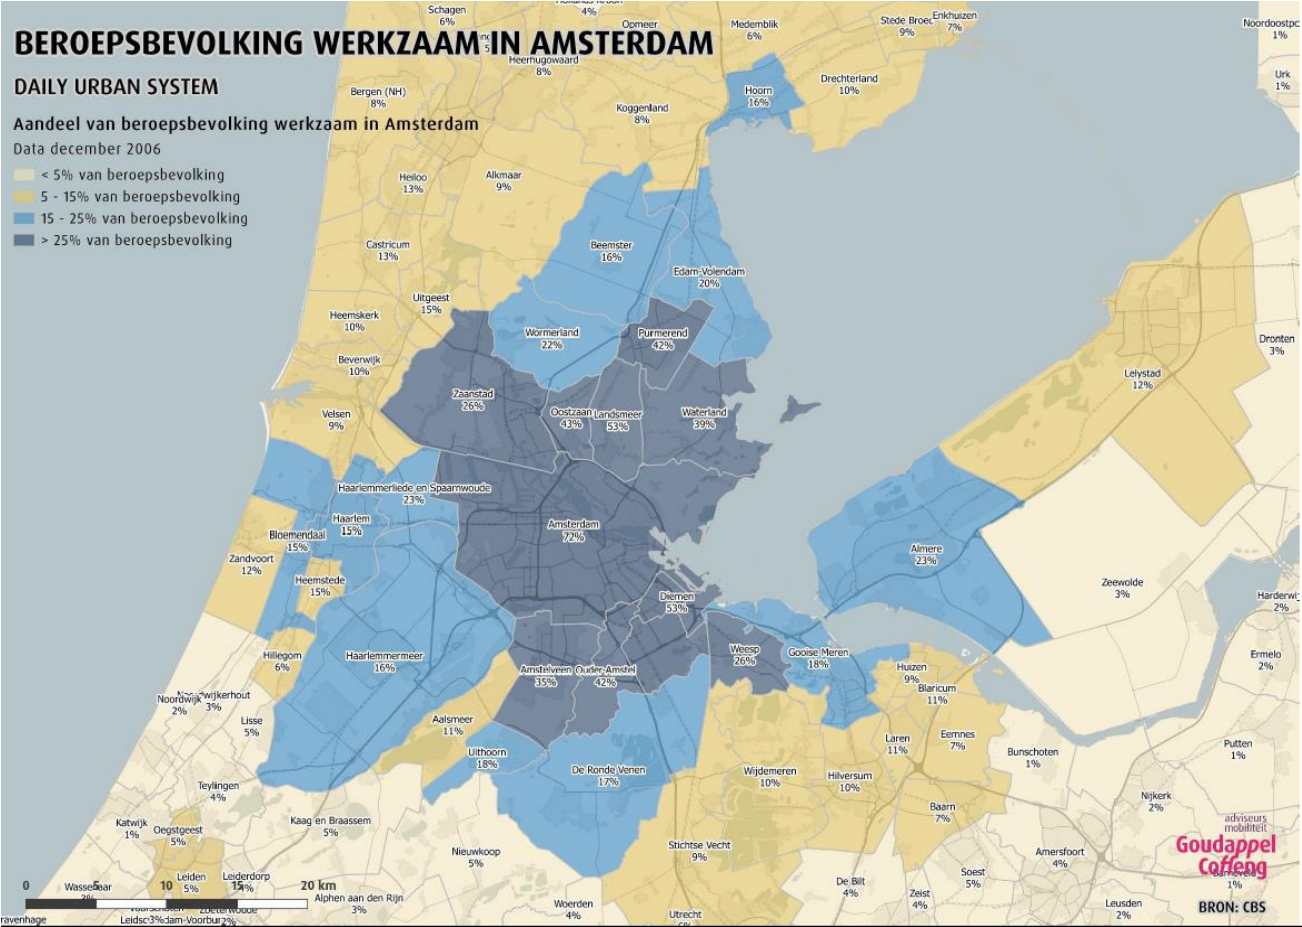 BEROEPSBEVOLKING WERKZAAM IN AMSTERDAM
DAILY URBAN SYSTEM
Aandeel van beroepsbevolking werkzaam in Amsterdam
Data december 2006
< 5% van beroepsbevolking
5 - 15% van beroepsbevolking
15 - 25% van beroepsbevolking
> 25% van beroepsbevolking
Schagen
6%
4%
Opmeer
Medemblik
6%
Stede Broec
9%
Enkhuizen
7%
Noordoostpo
1%
Urk
1%
Heerhugowaard
8%
Bergen (NH)
8%
Koggenland
8%
Hoorn
16%
Drechterland
10%
Heiloo
13%
Alkmaar
9%
Castricum
13%
Beemster
16%
Edam-Volendam
20%
Uitgeest
15%
Heemskerk
10%
Wormerland
22%
Purmerend
42%
Dronten
3%
Beverwijk
10%
Lelystad
12%
Zaanstad
26%
Velsen
9%
Oostzaan
43%
Landsmeer
53%
Waterland
39%
Haarlemmerliede en Spaarnwoude
23%
Haarlem
15%
Amsterdam
72%
Bloemendaal
15%
Zandvoort
12%
Almere
23%
Heemstede
15%
Zeewolde
3%
Diemen
53%
Harderwij
2%
Hillegom
6%
Haarlemmermeer
16%
Weesp
26%
Gooise Meren
18%
Ermelo
2%
Amstelveen
35%
Ouder-Amstel
42%
Huizen
9%
Blaricum
11%
Noordwijk
2%
Noordwijkerhout
3%
Lisse
5%
Aalsmeer
11%
Laren
11%
Eemnes
7%
Uithoorn
18%
De Ronde Venen
17%
Bunschoten
1%
Putten
1%
Wijdemeren
10%
Hilversum
10%
Teylingen
4%
Baarn
7%
Nijkerk
2%
Katwijk
1%
Oegstgeest
5%
Kaag en Braassem
5%
Nieuwkoop
5%
Stichtse Vecht
9%
Amersfoort
4%
adviseurs
mobiliteit
Goudappel
Coffeng
1%
Leiden
5%
Leiderdorp
Soest
5%
De Bilt
4%
Zeist
4%
Alphen aan den Rijn
3%
Woerden
4%
Utrecht
Leusden
2%
BRON: CBS
0 5 10 15 20 km